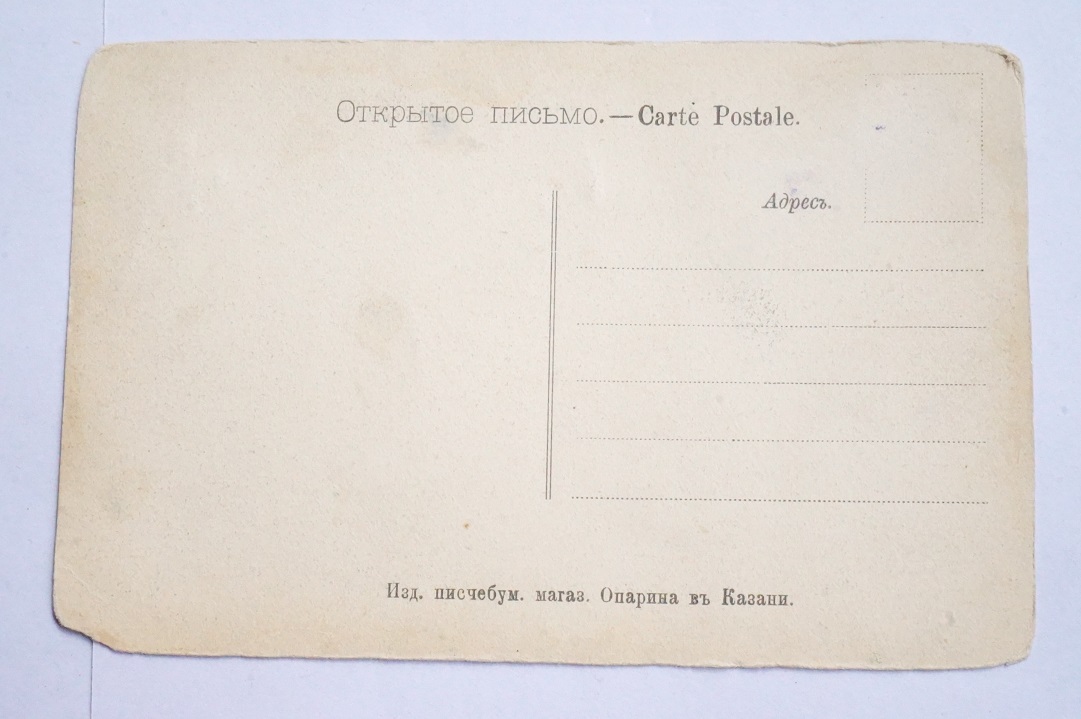 Открытое письмо.—Carte Postale.
Адресъ.
Изд. писчебум. магаз. Опарина въ Казани.